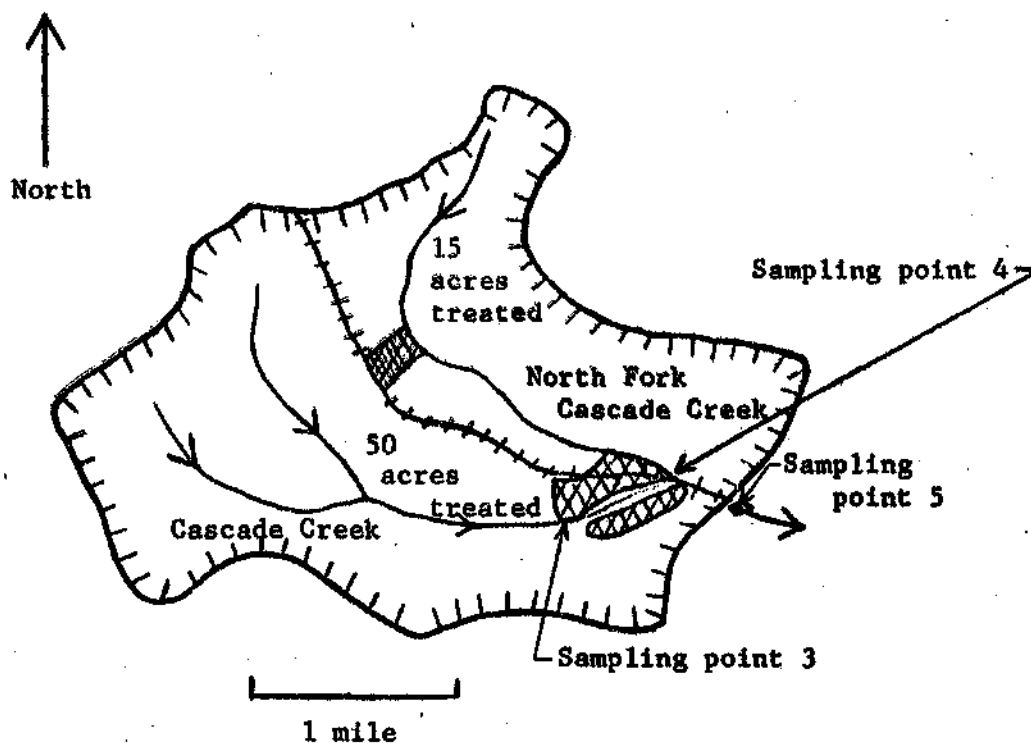 North
15
acres
treated
Sampling point 4
North Fork
Cascade Creek
50
acres
treated
Sampling
point 5
Cascade Creek
Sampling point 3
1 mile